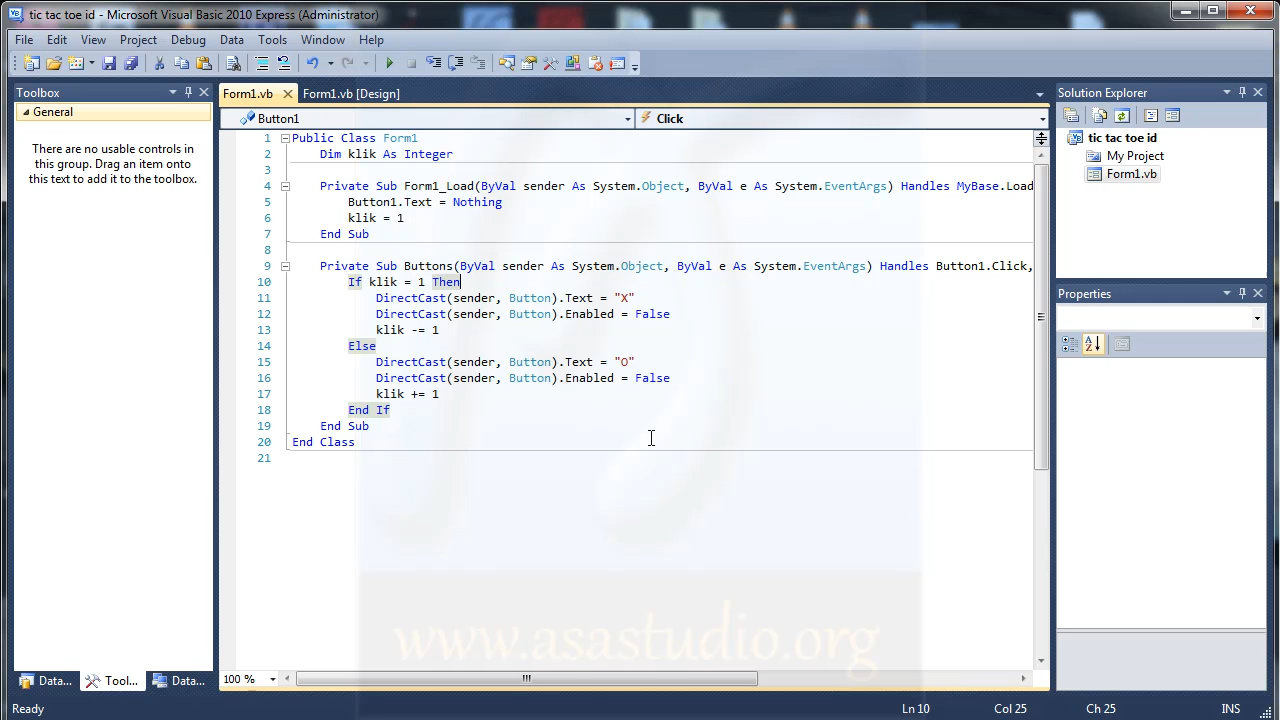 tic tac toe id - Microsoft Visual Basic 2010 Express (Administrator)
File Edit View Project Debug Data Tools Window Help
Toolbox
General
There are no usable controls in
this group. Drag an item onto
this text to add it to the toolbox.
Data... Tool... Data...
Form1.vb Form1.vb [Design]
Button1 Click
1 Public Class Form1
2 Dim klik As Integer
3
4 Private Sub Form1_Load(ByVal sender As System.Object, ByVal e As System.EventArgs) Handles MyBase.Load
5 Button1.Text = Nothing
6 klik = 1
7 End Sub
8
9 Private Sub Buttons(ByVal sender As System.Object, ByVal e As System.EventArgs) Handles Button1.Click,
10 If klik = 1 Then
11 DirectCast(sender, Button).Text = "X"
12 DirectCast(sender, Button).Enabled = False
13 klik -= 1
14 Else
15 DirectCast(sender, Button).Text = "O"
16 DirectCast(sender, Button).Enabled = False
17 klik += 1
18 End If
19 End Sub
20 End Class
21
www.asastudio.org
100 %
Solution Explorer
tic tac toe id
My Project
Form1.vb
Properties
Ready Ln 10 Col 25 Ch 25 INS